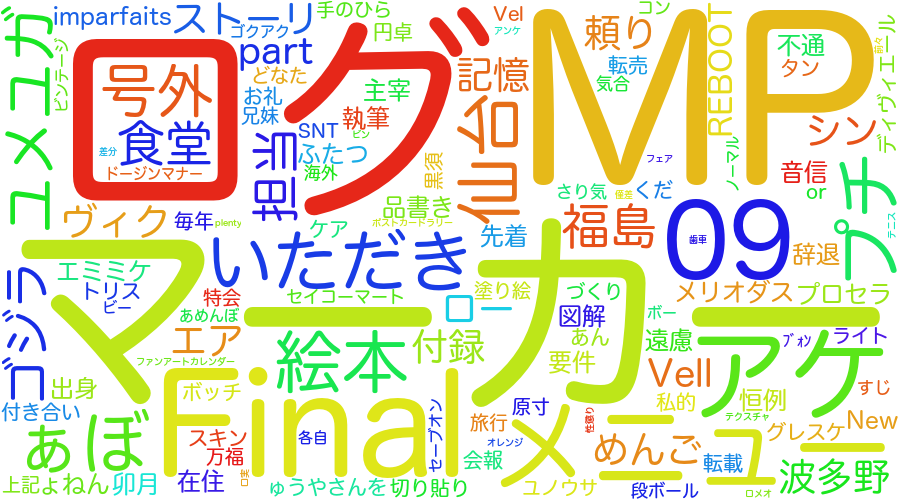 imparfaits
ストーリ
手のひら
ゴクアク
円卓
Vel
アンケ
コン
頼り
REBOOT
不通
タン
ディヴィエール
ユメユガ
ビンテージ
ログ
号外
食堂
差分
ドージンマナー
part
どなた
お礼
兄妹
SNT
ピン
ふたつ
海外
主宰
執筆
担当
記憶
仙台
黒須
品書き
ケア
ポストカードラリー
MP
転売
気合
フェア
さり気
くだ
ノーマル
シン
音信
or
プチ
テニス
ヴィク
毎年
plenty
いただき
先着
福島
09
歯車
辞退
エミミケ
トリス
ビー
特会
あめんぼ
セイコーマート
ロー
塗り絵
づくり
メリオダス
プロセラ
ゴジラ
マーカー
エア
ファンアートカレンダー
絵本
付録
図解
あん
要件
ボー
遠慮
ブォン
ライト
出身
付き合い
あぼ
ボッチ
Final
Vell
私的
恒例
アケ
すじ
テクスチャ
New
スキン
万福
各自
セーブオン
旅行
原寸
オレンジ
メニュー
性懲り
めんご
グレスケ
上記
ょねん
卯月
在住
口実
ゅうやさんを
切り貼り
会報
ユノウサ
段ボール
転載
ロメオ
波多野